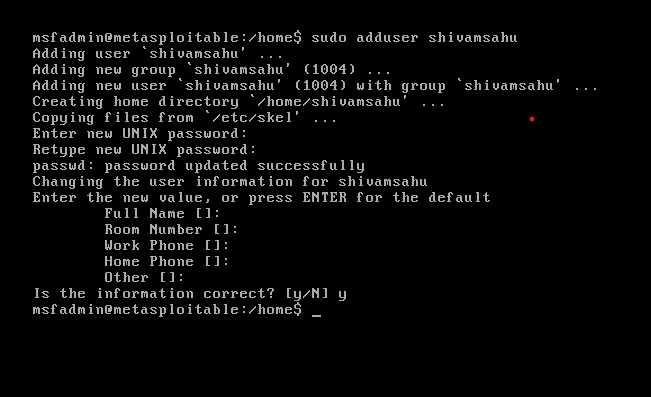 msfadmin@metasploitable:/home$ sudo adduser shivamsahu
Adding user `shivamsahu' ...
Adding new group `shivamsahu' (1004) ...
Adding new user `shivamsahu' (1004) with group `shivamsahu' ...
Creating home directory `/home/shivamsahu' ...
Copying files from `/etc/skel' ...
Enter new UNIX password:
Retype new UNIX password:
passwd: password updated successfully
Changing the user information for shivamsahu
Enter the new value, or press ENTER for the default
        Full Name []:
        Room Number []:
        Work Phone []:
        Home Phone []:
        Other []:
Is the information correct? [y/N] y
msfadmin@metasploitable:/home$ _